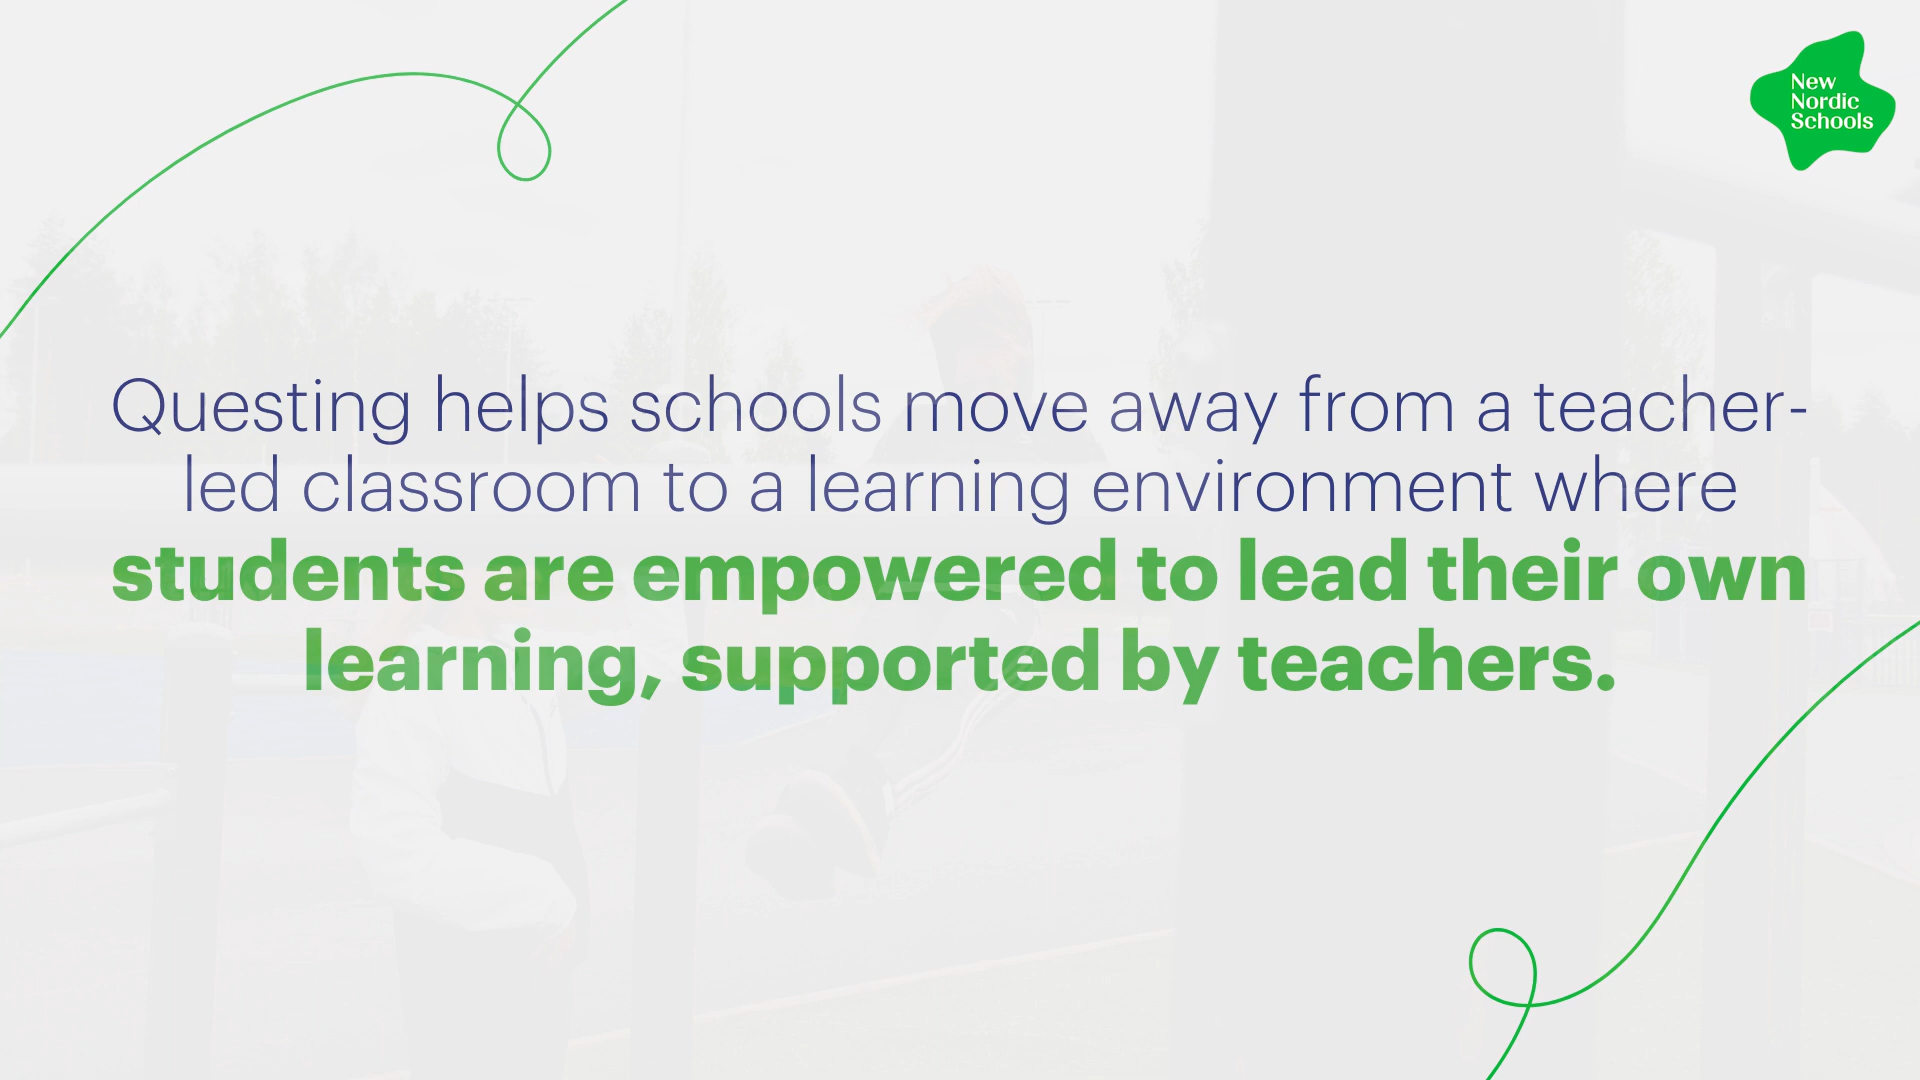 New
Nordic
Schools
Questing helps schools move away from a teacher-
led classroom to a learning environment where
students are empowered to lead their own
learning, supported by teachers.